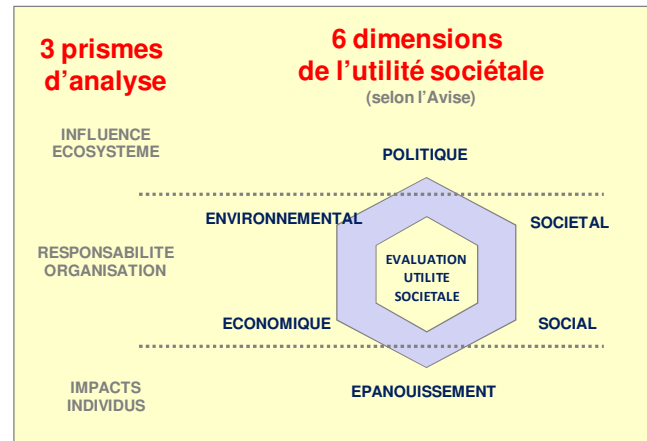 3 prismes
d'analyse
6 dimensions
de l'utilité sociétale
(selon l'Avise)
INFLUENCE
ECOSYSTEME
POLITIQUE
ENVIRONNEMENTAL
SOCIETAL
RESPONSABILITE
ORGANISATION
EVALUATION
UTILITE
SOCIETALE
ECONOMIQUE
SOCIAL
IMPACTS
INDIVIDUS
EPANOUISSEMENT